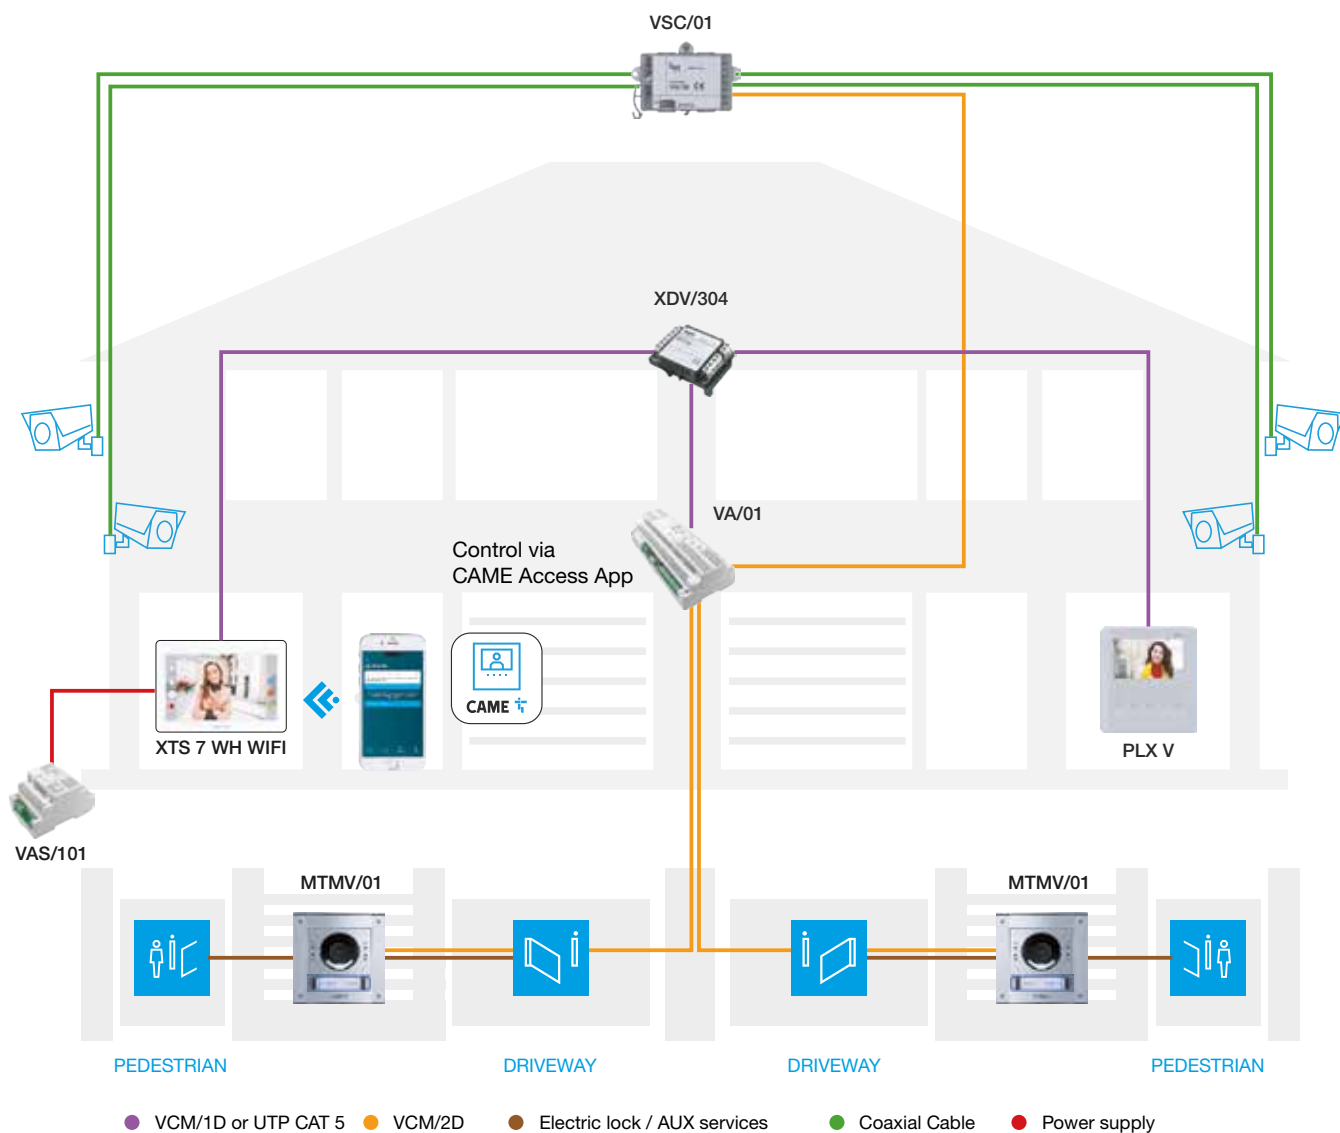 VSC/01
XDV/304
VA/01
Control via
CAME Access App
CAME
XTS 7 WH WIFI
PLX V
VAS/101
MTMV/01
MTMV/01
PEDESTRIAN
DRIVEWAY
DRIVEWAY
PEDESTRIAN
VCM/1D or UTP CAT 5
VCM/2D
Electric lock / AUX services
Coaxial Cable
Power supply